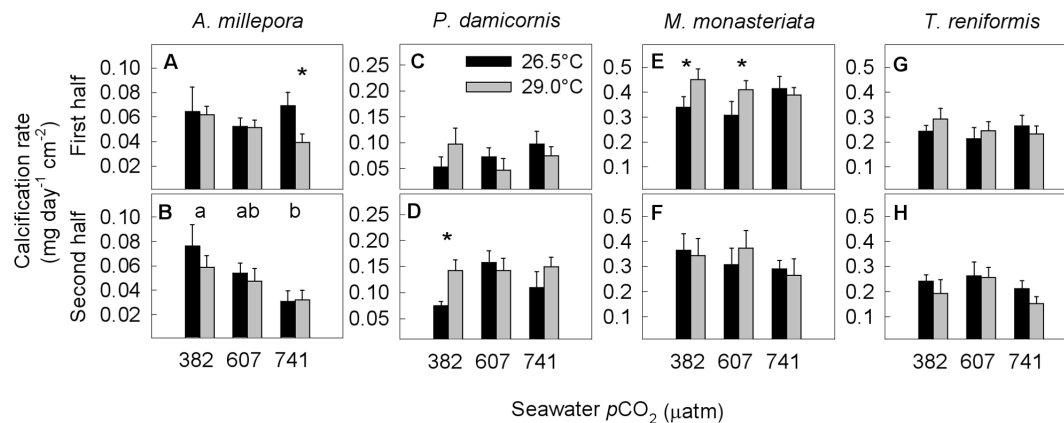 A. millepora P. damicornis M. monasteriata T. reniformis
Calcification rate
(mg day⁻¹ cm⁻²)
First half
0.10
0.08
0.06
0.04
0.02
A
*
0.25
0.20
0.15
0.10
0.05
C
26.5°C
29.0°C
0.5
0.4
0.3
0.2
0.1
E
* *
0.5
0.4
0.3
0.2
0.1
G
Second half
0.10
0.08
0.06
0.04
0.02
B
a ab b
0.25
0.20
0.15
0.10
0.05
D
*
0.5
0.4
0.3
0.2
0.1
F
0.5
0.4
0.3
0.2
0.1
H
382 607 741 382 607 741 382 607 741 382 607 741
Seawater pCO₂ (µatm)